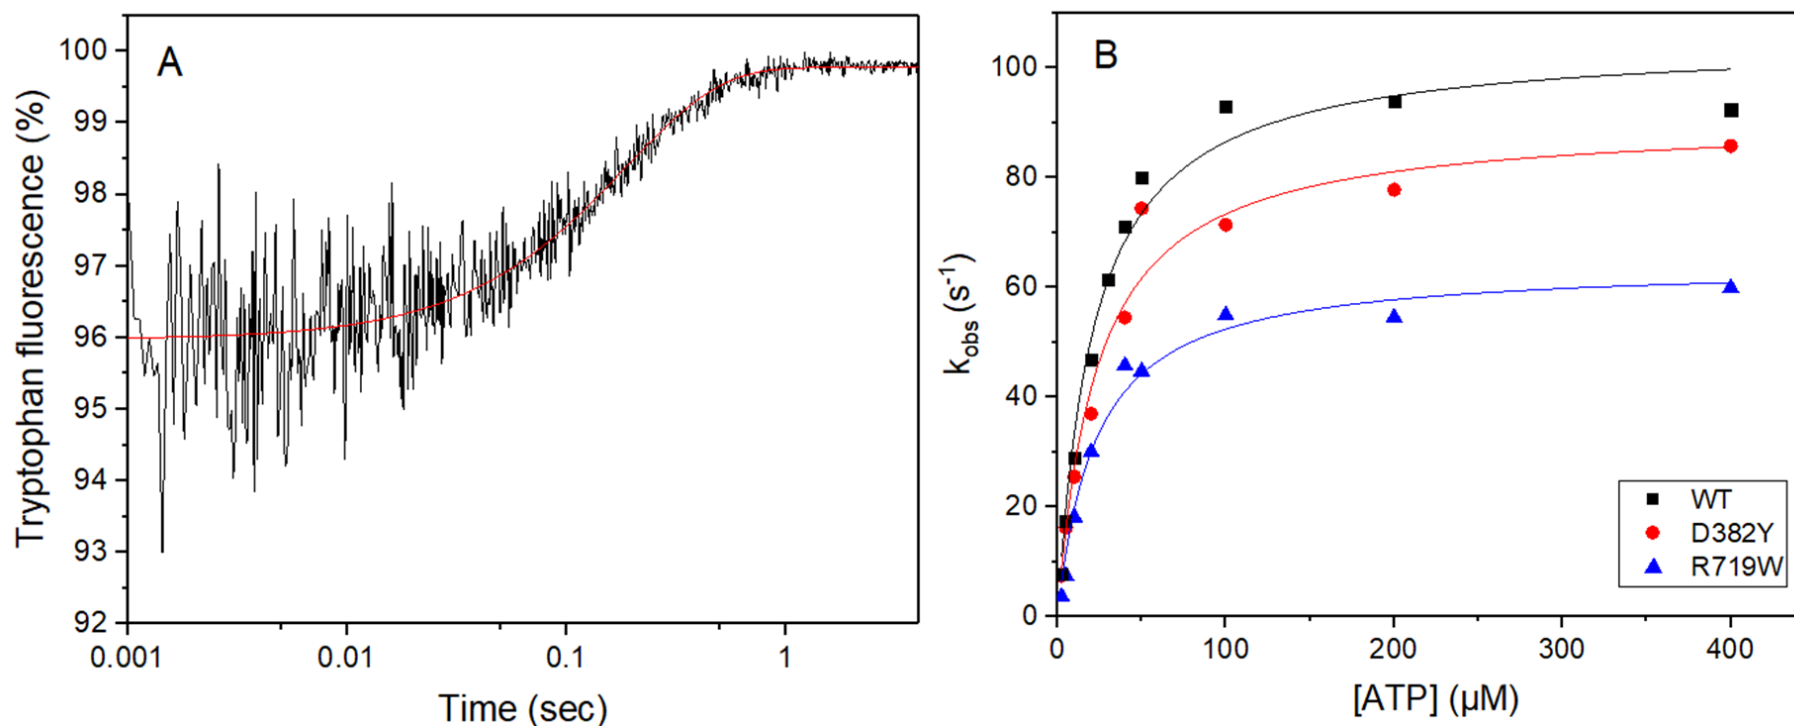 A
Tryptophan fluorescence (%)
100
99
98
97
96
95
94
93
92
0.001
0.01
0.1
1
Time (sec)
B
k_obs (s⁻¹)
100
80
60
40
20
0
0
100
200
300
400
[ATP] (µM)
WT
D382Y
R719W